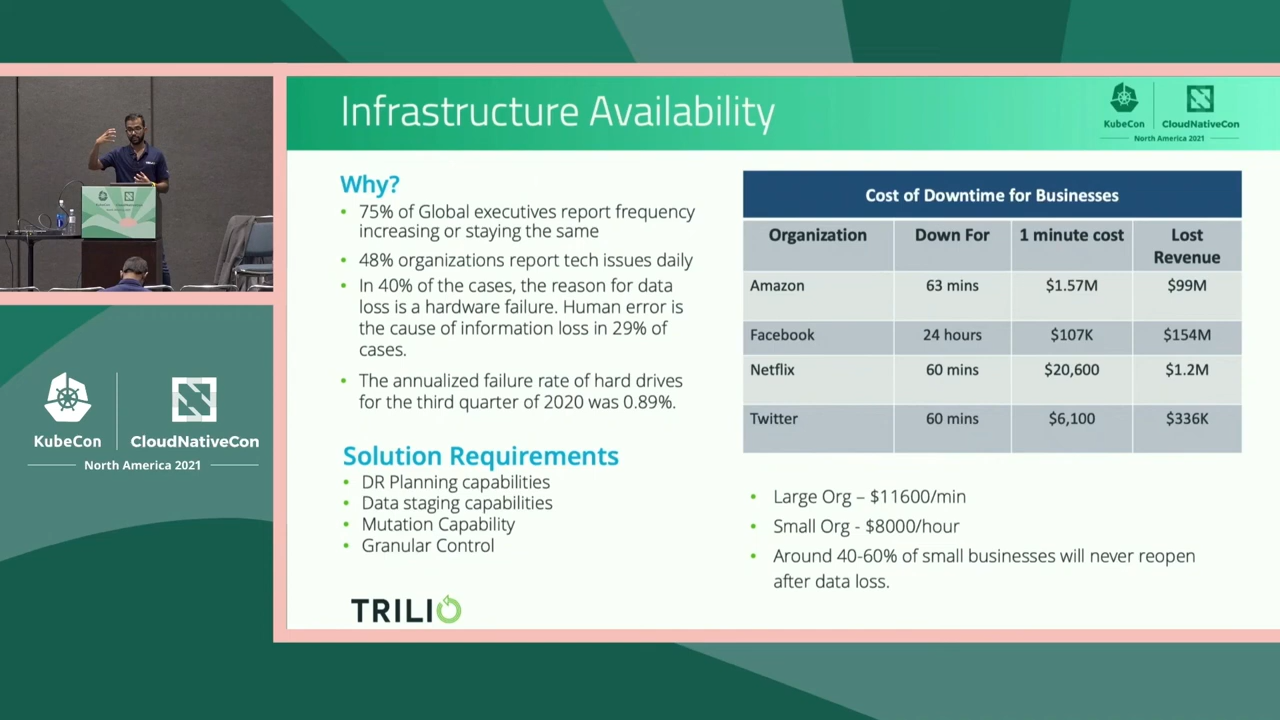 Infrastructure Availability
KubeCon
CloudNativeCon
North America 2021
Why?
• 75% of Global executives report frequency
increasing or staying the same
• 48% organizations report tech issues daily
• In 40% of the cases, the reason for data
loss is a hardware failure. Human error is
the cause of information loss in 29% of
cases.
• The annualized failure rate of hard drives
for the third quarter of 2020 was 0.89%.
Solution Requirements
• DR Planning capabilities
• Data staging capabilities
• Mutation Capability
• Granular Control
TRILIO
Cost of Downtime for Businesses
Organization Down For 1 minute cost Lost
Revenue
Amazon 63 mins $1.57M $99M
Facebook 24 hours $107K $154M
Netflix 60 mins $20,600 $1.2M
Twitter 60 mins $6,100 $336K
• Large Org – $11600/min
• Small Org - $8000/hour
• Around 40-60% of small businesses will never reopen
after data loss.
KubeCon
CloudNativeCon
North America 2021